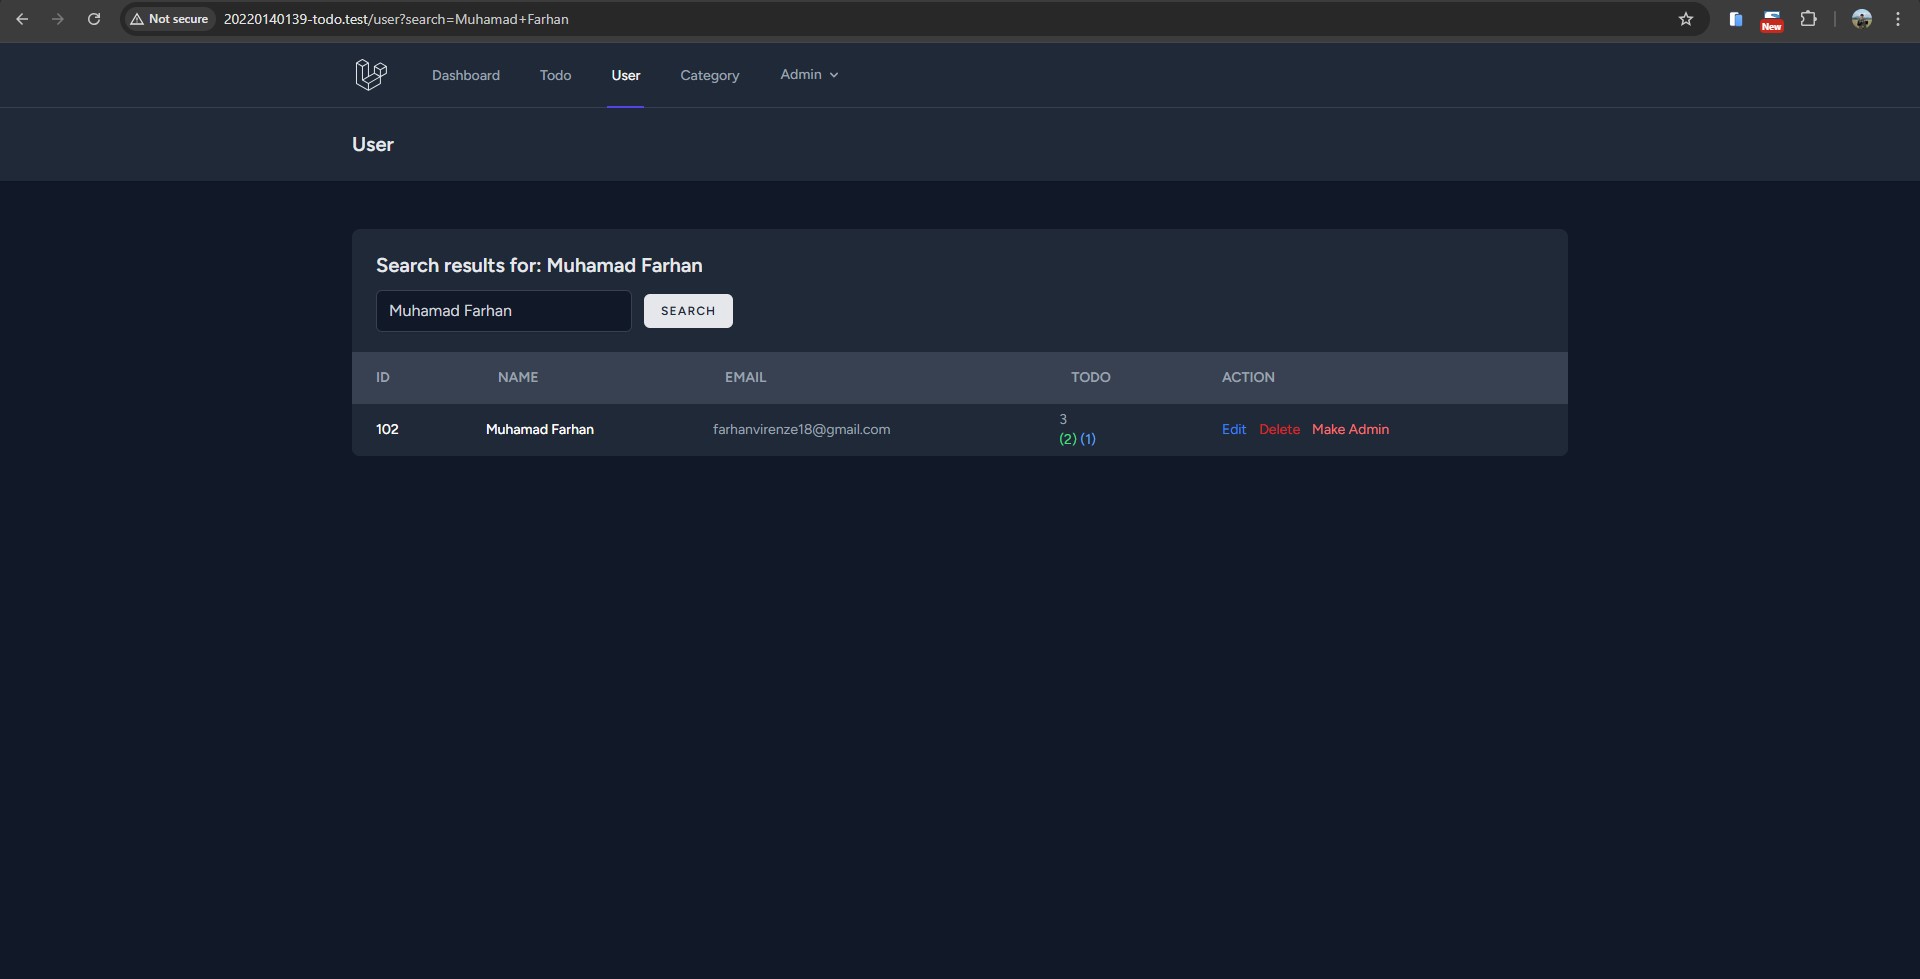 Not secure 20220140139-todo.test/user?search=Muhamad+Farhan
New
Dashboard Todo User Category Admin
User
Search results for: Muhamad Farhan
Muhamad Farhan SEARCH
ID NAME EMAIL TODO ACTION
102 Muhamad Farhan farhanvirenze18@gmail.com 3 Edit Delete Make Admin
(2) (1)